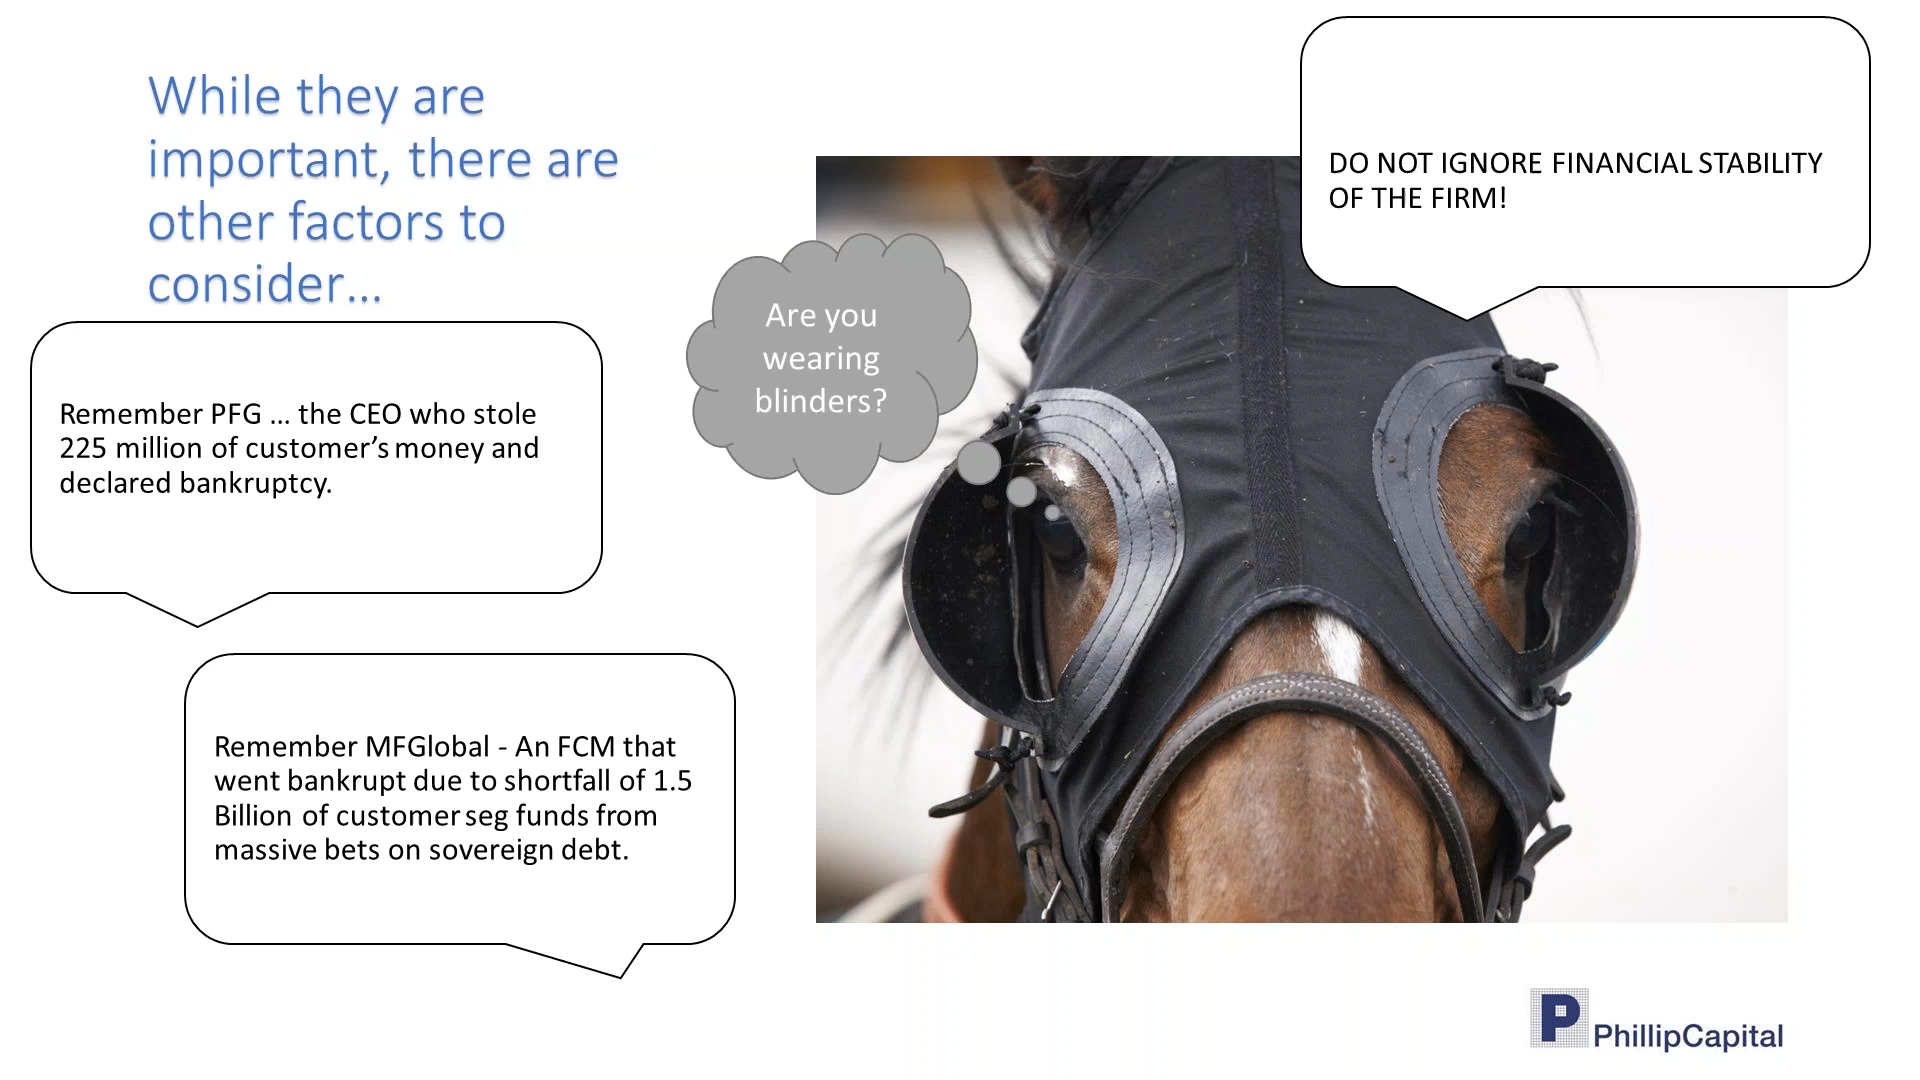 While they are
important, there are
other factors to
consider...
DO NOT IGNORE FINANCIAL STABILITY
OF THE FIRM!
Are you
wearing
blinders?
Remember PFG ... the CEO who stole
225 million of customer’s money and
declared bankruptcy.
Remember MFGlobal - An FCM that
went bankrupt due to shortfall of 1.5
Billion of customer seg funds from
massive bets on sovereign debt.
P
PhillipCapital